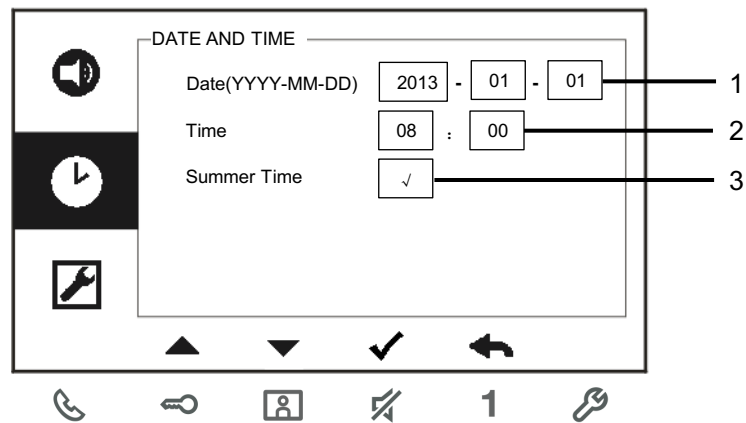 DATE AND TIME
Date(YYYY-MM-DD) 2013 - 01 - 01 1
Time 08 : 00 2
Summer Time √ 3
1